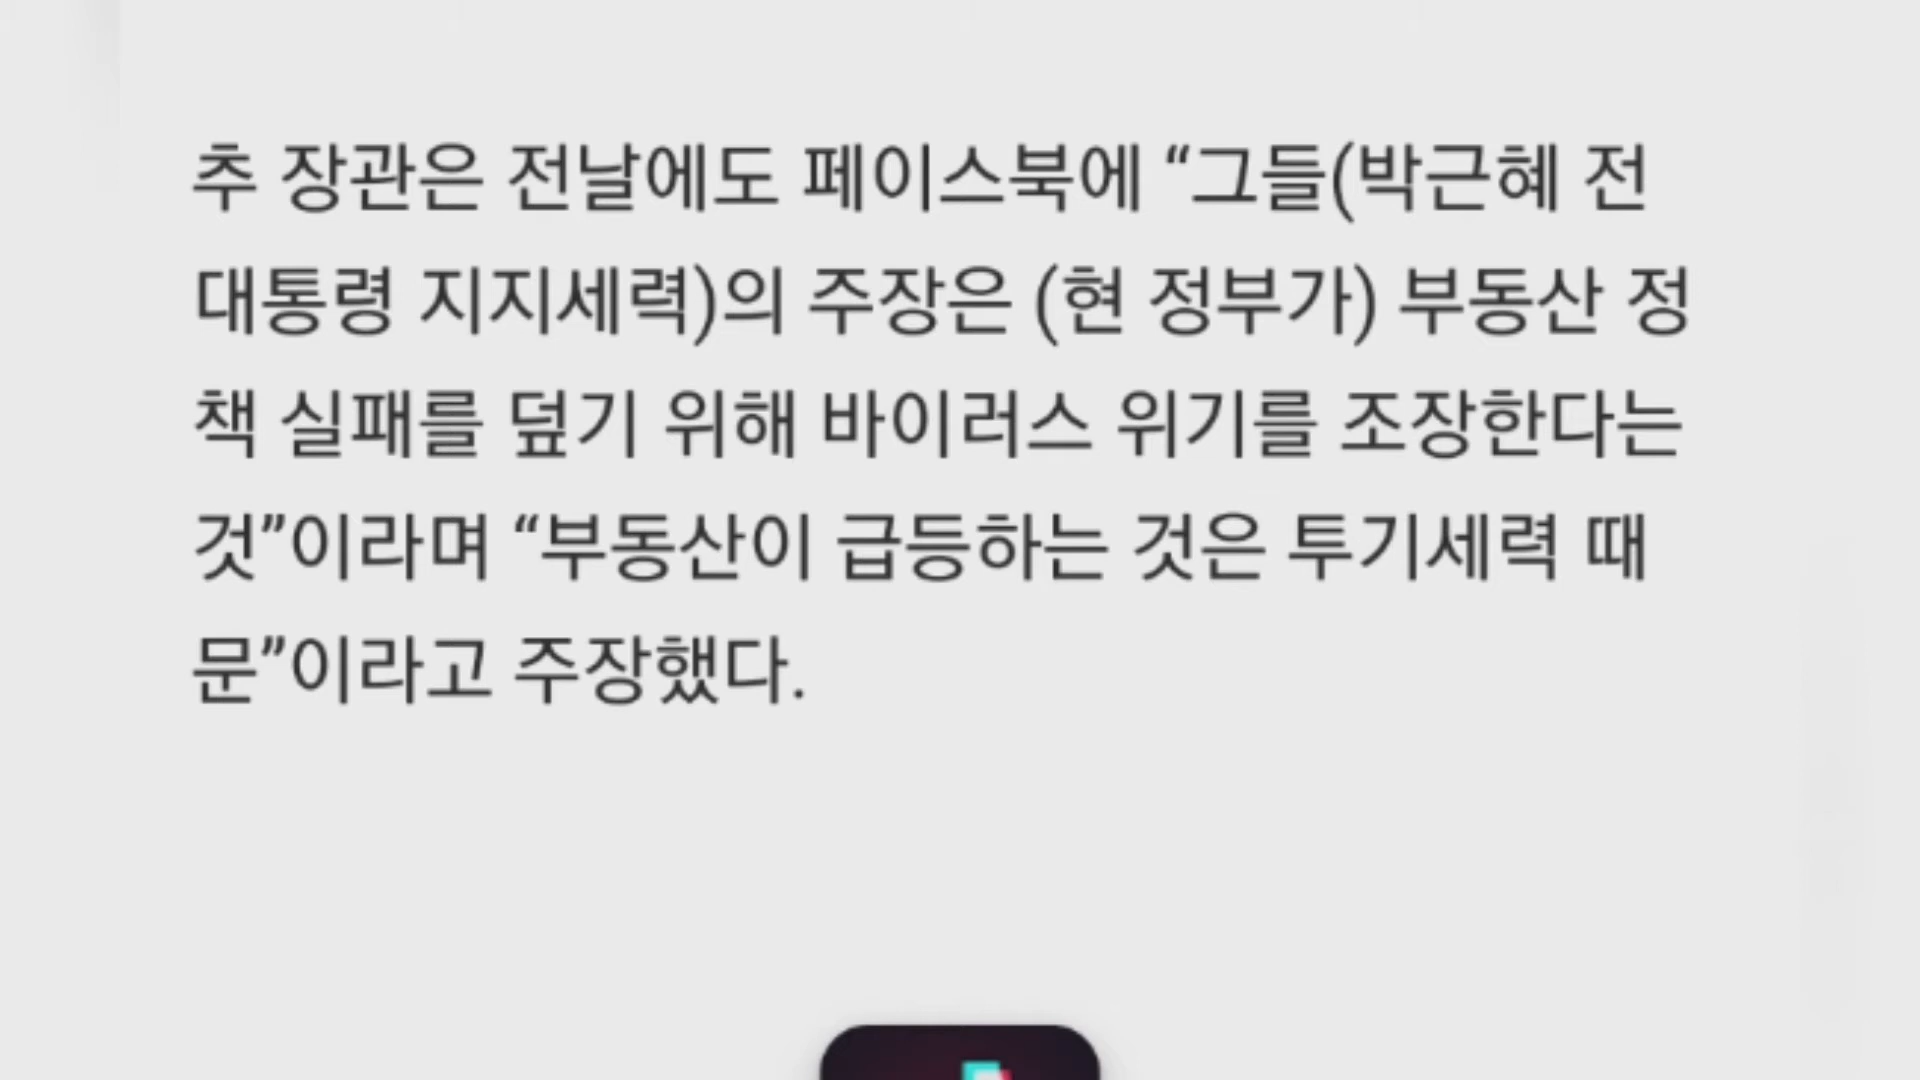 추 장관은 전날에도 페이스북에 “그들(박근혜 전
대통령 지지세력)의 주장은 (현 정부가) 부동산 정
책 실패를 덮기 위해 바이러스 위기를 조장한다는
것”이라며 “부동산이 급등하는 것은 투기세력 때
문”이라고 주장했다.